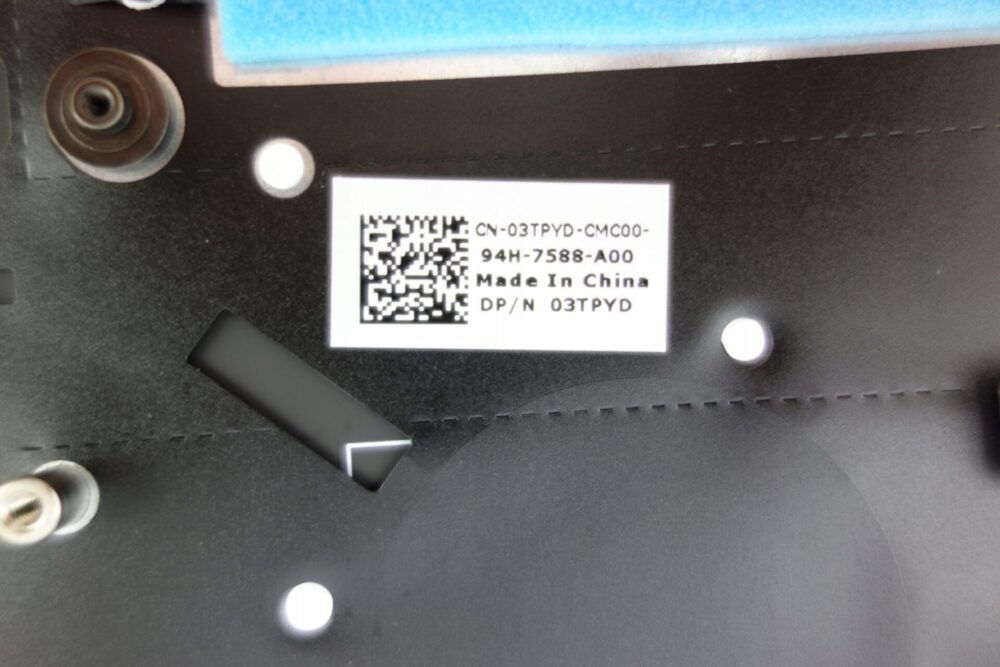 CN-03TPYD-CMC00-
94H-7588-A00
Made In China
DP/N 03TPYD